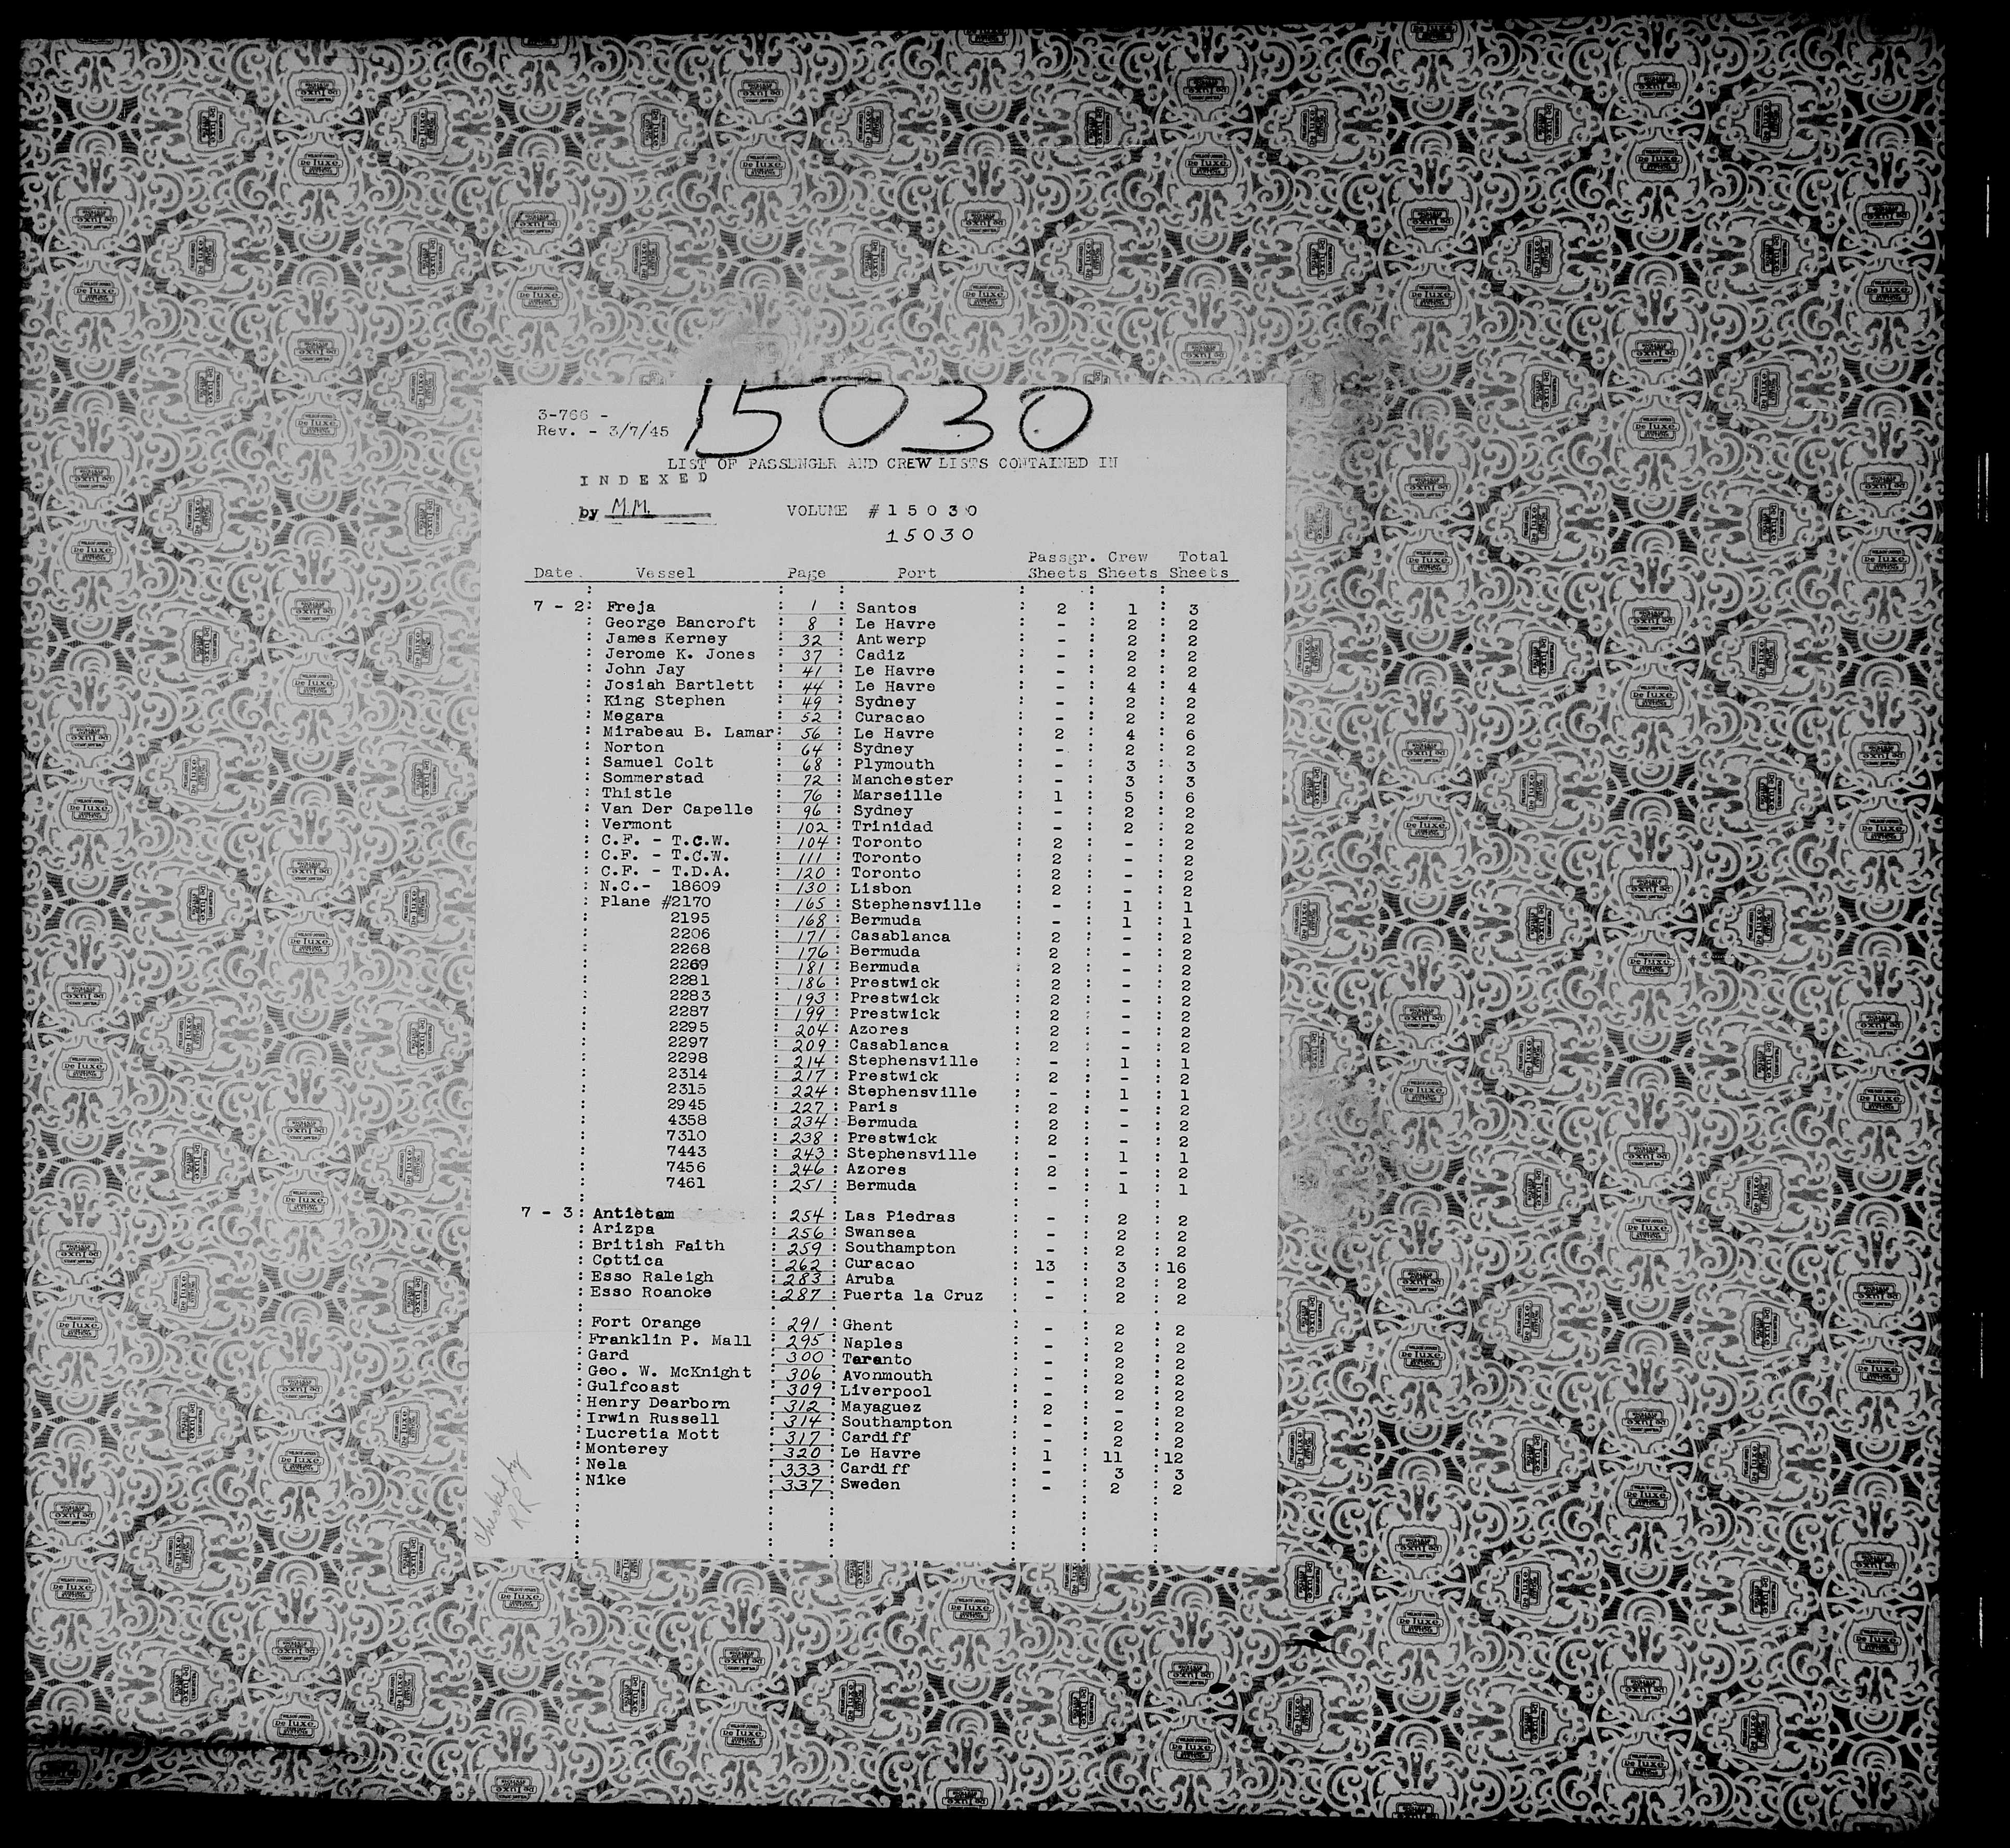 15030
3-766 -
Rev. - 3/7/45
LIST OF PASSENGER AND CREW LISTS CONTAINED IN
INDEXED
by M.M. VOLUME #15030
15030
Passgr. Crew Total
Date. Vessel Page Port Sheets Sheets Sheets
7 - 2: Freja : 1 : Santos : 2 : 1 : 3
: George Bancroft : 8 : Le Havre : - : 2 : 2
: James Kerney : 32 : Antwerp : - : 2 : 2
: Jerome K. Jones : 37 : Cadiz : - : 2 : 2
: John Jay : 41 : Le Havre : - : 2 : 2
: Josiah Bartlett : 44 : Le Havre : - : 4 : 4
: King Stephen : 49 : Sydney : - : 2 : 2
: Megara : 52 : Curacao : - : 2 : 2
: Mirabeau B. Lamar: 56 : Le Havre : 2 : 4 : 6
: Norton : 64 : Sydney : - : 2 : 2
: Samuel Colt : 68 : Plymouth : - : 3 : 3
: Sommerstad : 72 : Manchester : - : 3 : 3
: Thistle : 76 : Marseille : 1 : 5 : 6
: Van Der Capelle : 96 : Sydney : - : 2 : 2
: Vermont : 102 : Trinidad : - : 2 : 2
: C.F. - T.C.W. : 104 : Toronto : 2 : - : 2
: C.F. - T.C.W. : 111 : Toronto : 2 : - : 2
: C.F. - T.D.A. : 120 : Toronto : 2 : - : 2
: N.C.- 18609 : 130 : Lisbon : 2 : - : 2
: Plane #2170 : 165 : Stephensville : - : 1 : 1
: 2195 : 168 : Bermuda : - : 1 : 1
: 2206 : 171 : Casablanca : 2 : - : 2
: 2268 : 176 : Bermuda : 2 : - : 2
: 2269 : 181 : Bermuda : 2 : - : 2
: 2281 : 186 : Prestwick : 2 : - : 2
: 2283 : 193 : Prestwick : 2 : - : 2
: 2287 : 199 : Prestwick : 2 : - : 2
: 2295 : 204 : Azores : 2 : - : 2
: 2297 : 209 : Casablanca : 2 : - : 2
: 2298 : 214 : Stephensville : - : 1 : 1
: 2314 : 217 : Prestwick : 2 : - : 2
: 2315 : 224 : Stephensville : - : 1 : 1
: 2945 : 227 : Paris : 2 : - : 2
: 4358 : 234 : Bermuda : 2 : - : 2
: 7310 : 238 : Prestwick : 2 : - : 2
: 7443 : 243 : Stephensville : - : 1 : 1
: 7456 : 246 : Azores : 2 : - : 2
: 7461 : 251 : Bermuda : - : 1 : 1
7 - 3: Antietam : 254 : Las Piedras : - : 2 : 2
: Arizpa : 256 : Swansea : - : 2 : 2
: British Faith : 259 : Southampton : - : 2 : 2
: Cottica : 262 : Curacao : 13 : 3 : 16
: Esso Raleigh : 283 : Aruba : - : 2 : 2
: Esso Roanoke : 287 : Puerta la Cruz : - : 2 : 2
: Fort Orange : 291 : Ghent : - : 2 : 2
: Franklin P. Mall : 295 : Naples : - : 2 : 2
: Gard : 300 : Taranto : - : 2 : 2
: Geo. W. McKnight : 306 : Avonmouth : - : 2 : 2
: Gulfcoast : 309 : Liverpool : - : 2 : 2
: Henry Dearborn : 312 : Mayaguez : 2 : - : 2
: Irwin Russell : 314 : Southampton : - : 2 : 2
: Lucretia Mott : 317 : Cardiff : - : 2 : 2
: Monterey : 320 : Le Havre : 1 : 11 : 12
: Nela : 333 : Cardiff : - : 3 : 3
: Nike : 337 : Sweden : - : 2 : 2
Checked by
RR
WILSON JONES
De Luxe